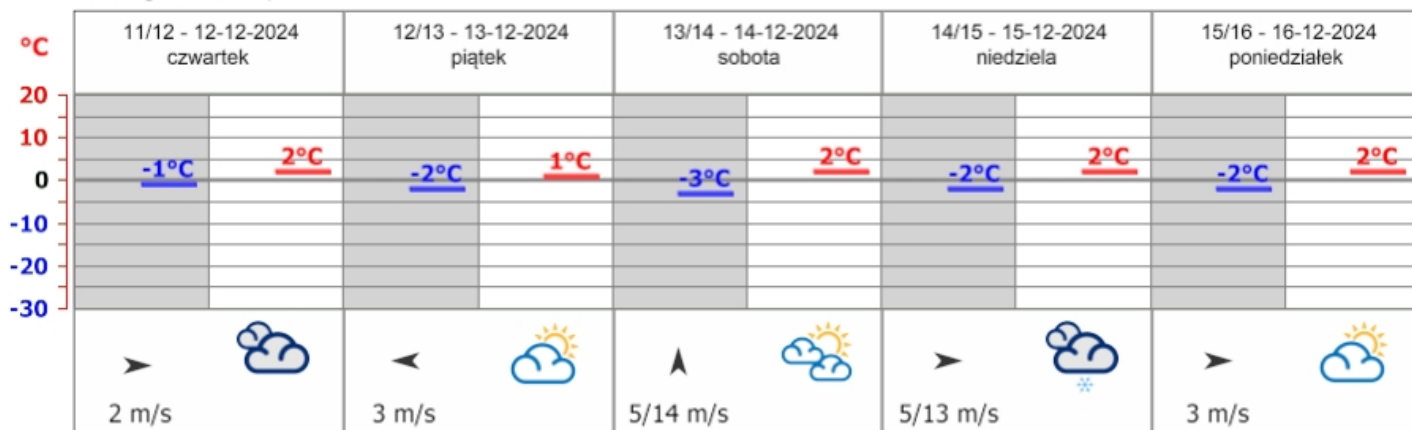 °C
11/12 - 12-12-2024
czwartek
12/13 - 13-12-2024
piątek
13/14 - 14-12-2024
sobota
14/15 - 15-12-2024
niedziela
15/16 - 16-12-2024
poniedziałek
20
10
0
-10
-20
-30
-1°C
2°C
-2°C
1°C
-3°C
2°C
-2°C
2°C
-2°C
2°C
2 m/s
3 m/s
5/14 m/s
5/13 m/s
3 m/s